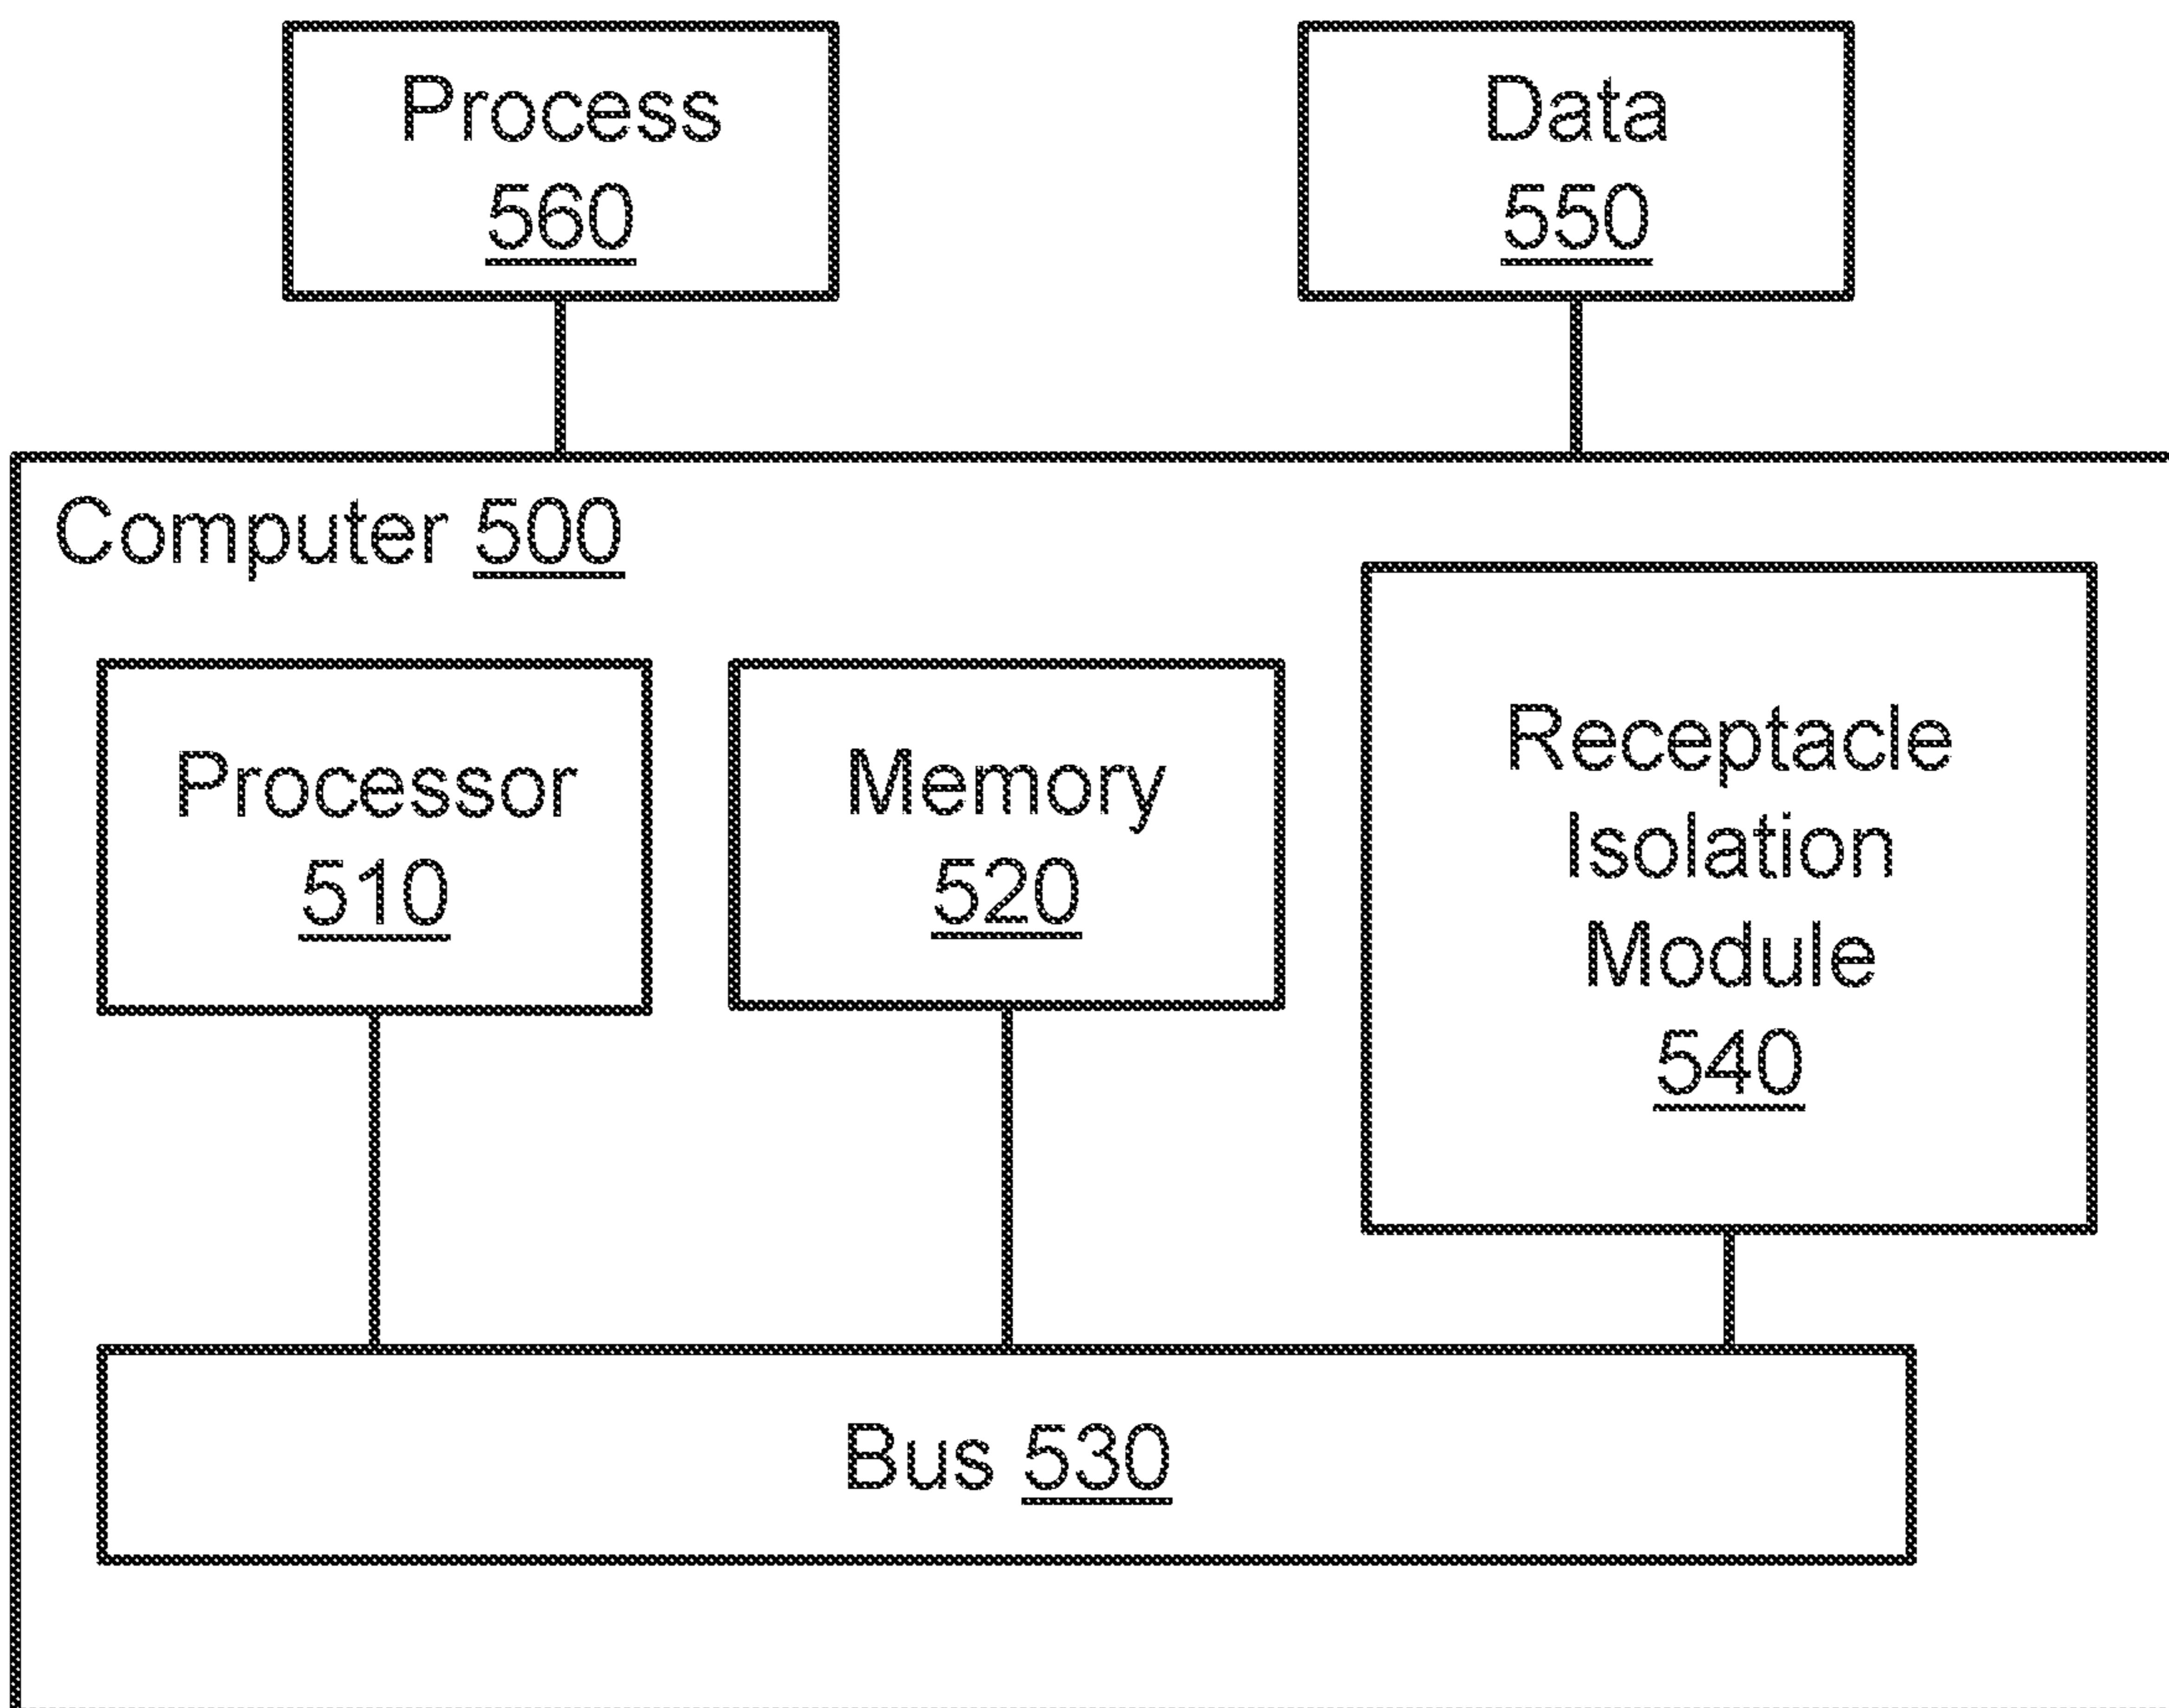 Process
560
Data
550
Computer 500
Processor
510
Memory
520
Receptacle
Isolation
Module
540
Bus 530